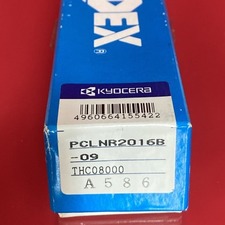 DEX
KYOCERA
4960664155422
PCLNR2016B
-09
THC08000
A586